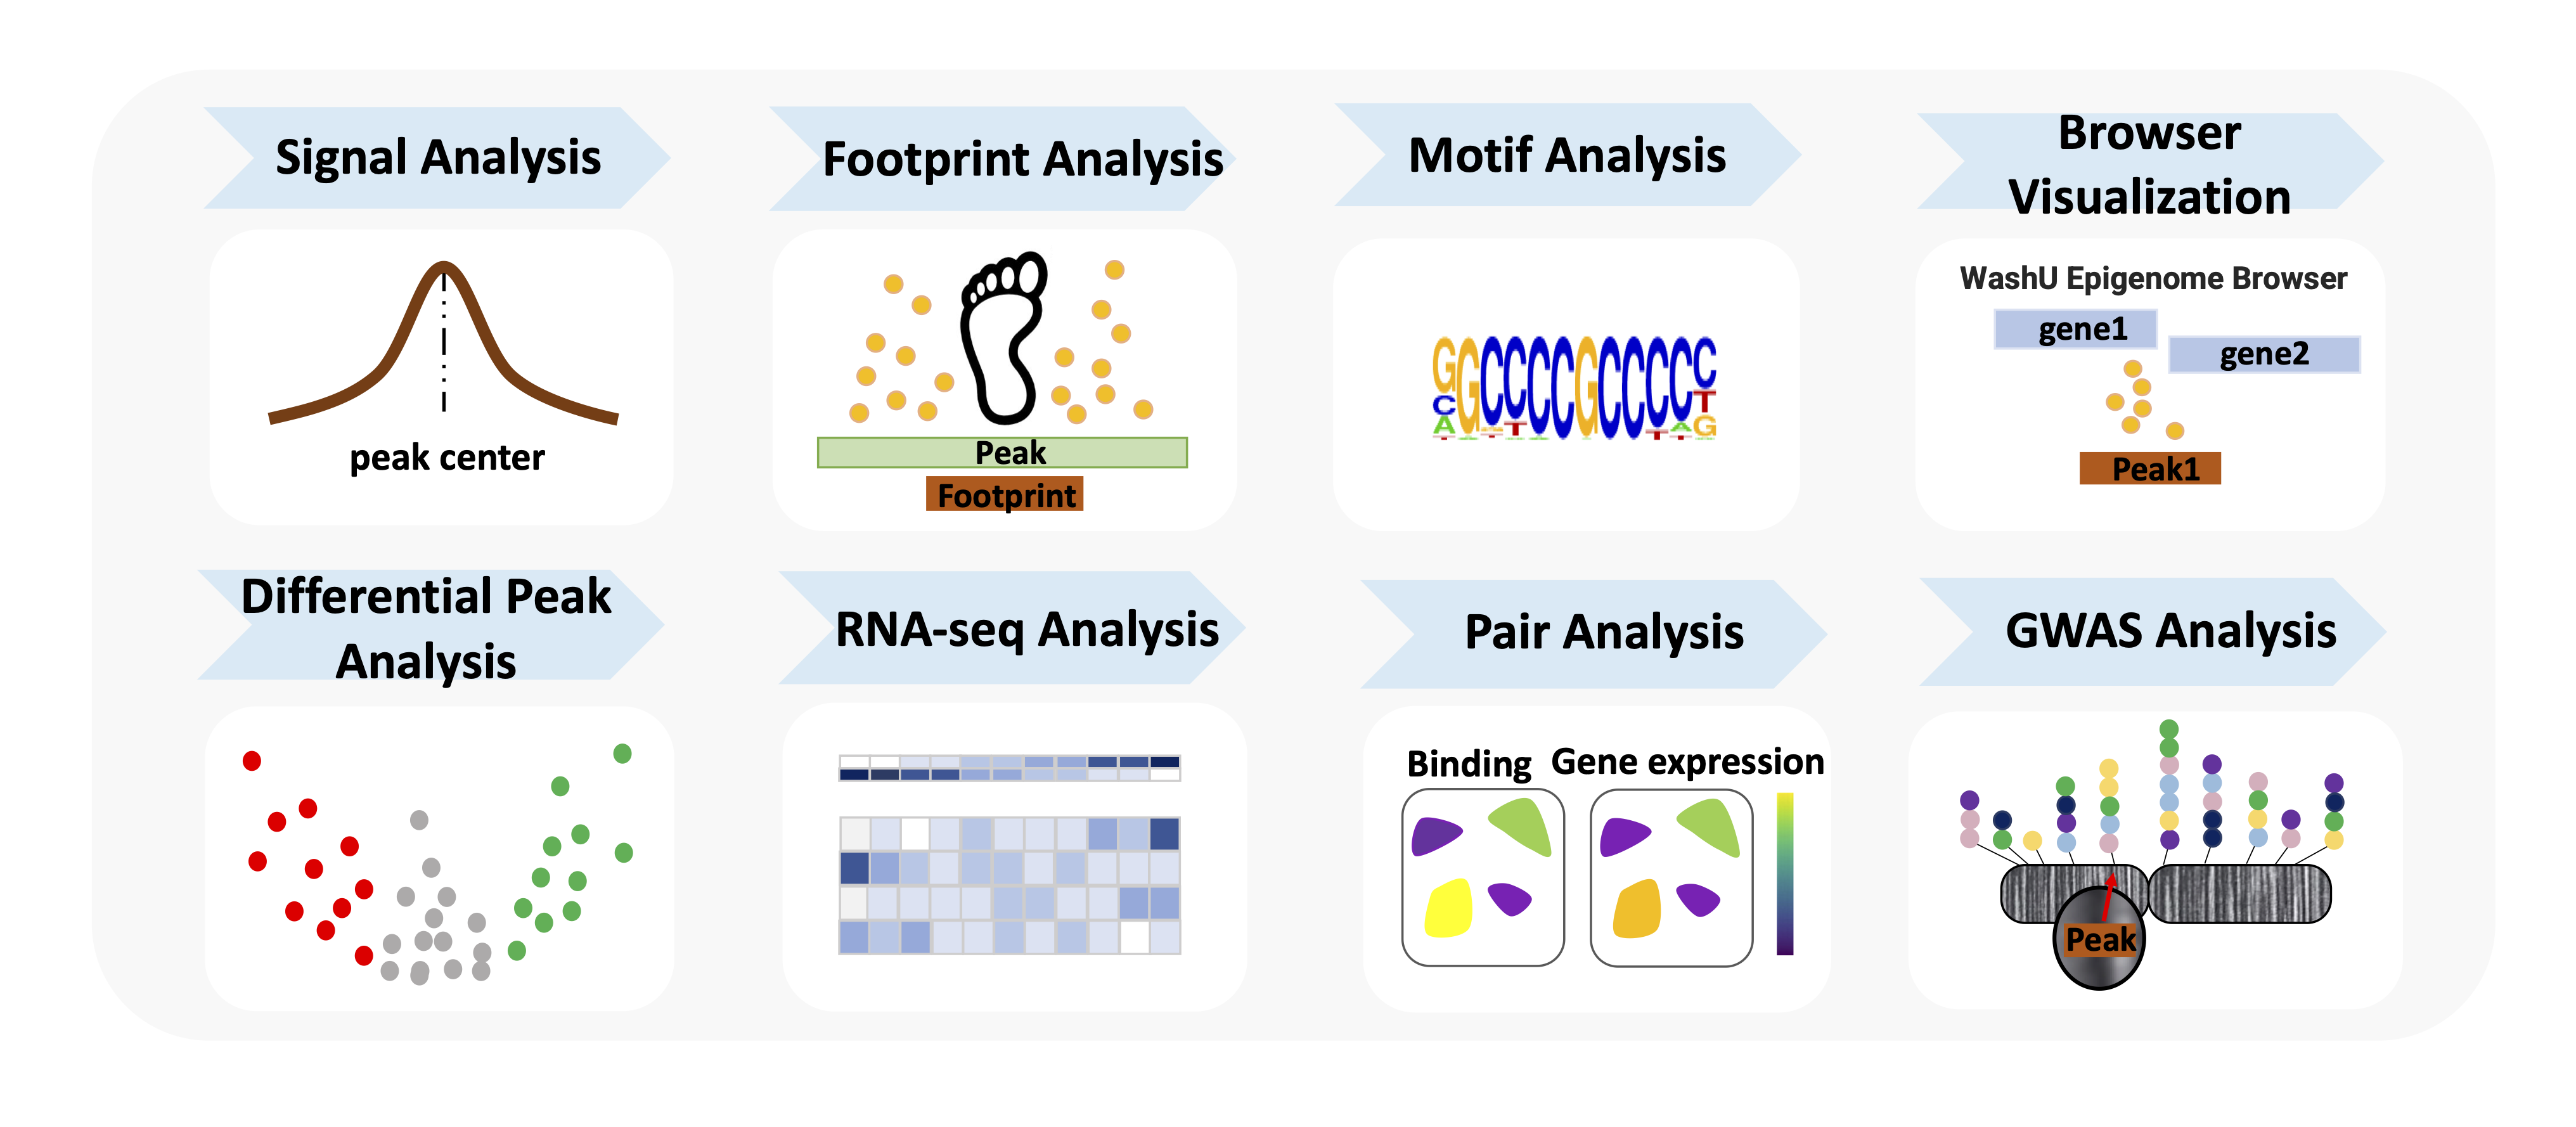 Signal Analysis
peak center
Footprint Analysis
Peak
Footprint
Motif Analysis
GGCCCCGCCCCC
Browser
Visualization
WashU Epigenome Browser
gene1
gene2
Peak1
Differential Peak
Analysis
RNA-seq Analysis
Pair Analysis
Binding
Gene expression
GWAS Analysis
Peak